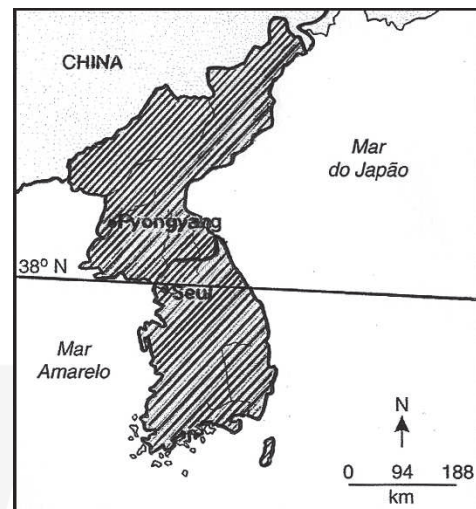 CHINA
Mar
do Japão
Pyongyang
38º N
Seul
Mar
Amarelo
N
0 94 188
km